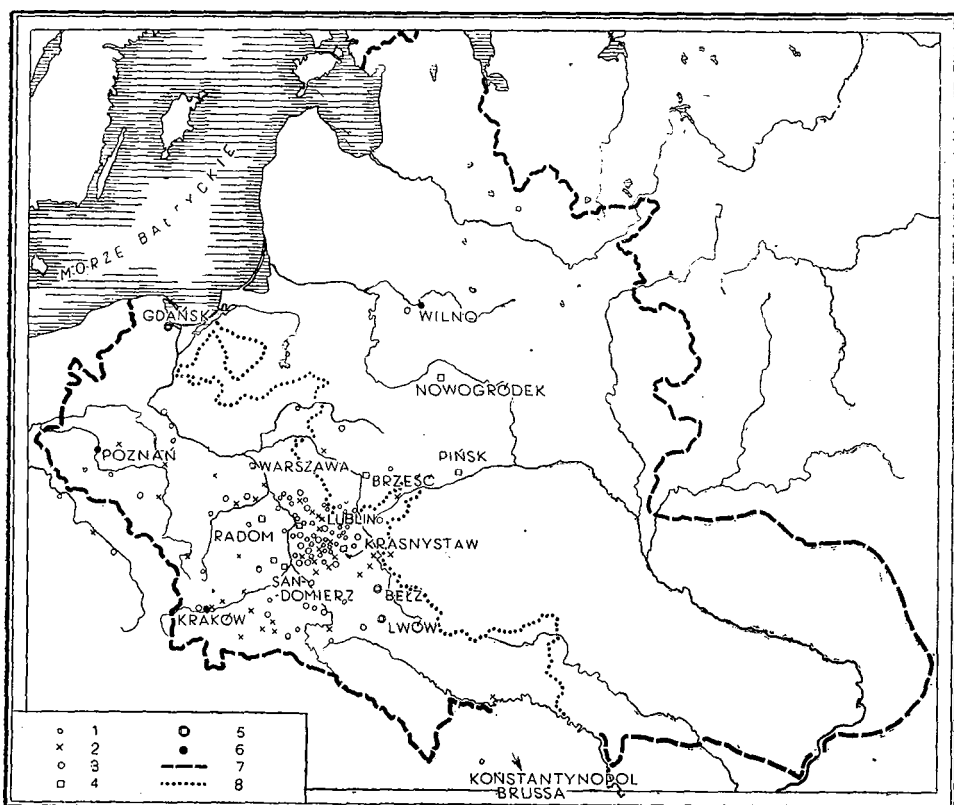 MORZE BAŁTYCKIE
GDAŃSK
WILNO
NOWOGRÓDEK
POZNAŃ
WARSZAWA
PIŃSK
BRZEŚĆ
LUBLIN
RADOM
KRASNYSTAW
SAN-
DOMIERZ
BEŁZ
KRAKÓW
LWÓW
1 5
2 6
3 7
4 8
KONSTANTYNOPOL
BRUSSA